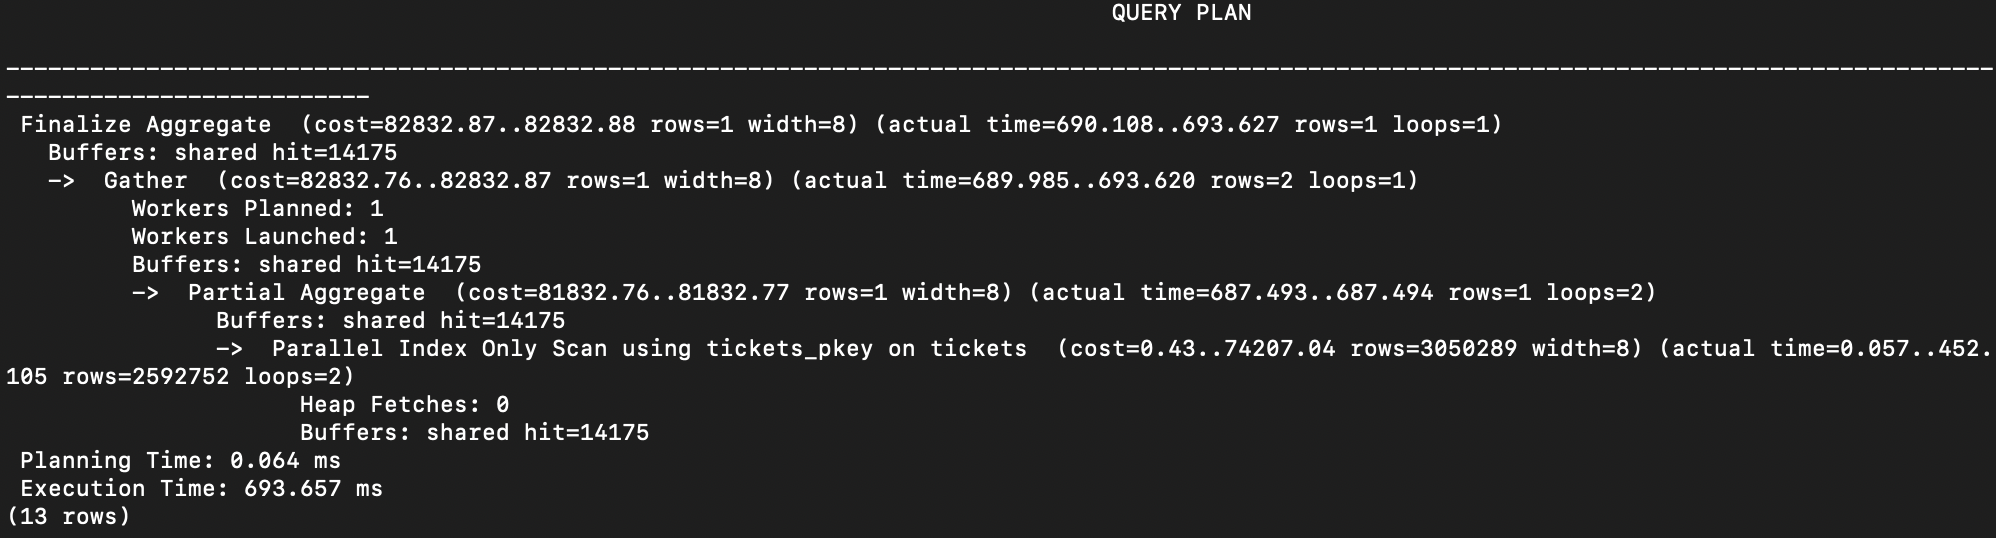 QUERY PLAN
---------------------------------------------------------------------------------------------------------------------------------------------
--------------------------
Finalize Aggregate  (cost=82832.87..82832.88 rows=1 width=8) (actual time=690.108..693.627 rows=1 loops=1)
Buffers: shared hit=14175
->  Gather  (cost=82832.76..82832.87 rows=1 width=8) (actual time=689.985..693.620 rows=2 loops=1)
Workers Planned: 1
Workers Launched: 1
Buffers: shared hit=14175
->  Partial Aggregate  (cost=81832.76..81832.77 rows=1 width=8) (actual time=687.493..687.494 rows=1 loops=2)
Buffers: shared hit=14175
->  Parallel Index Only Scan using tickets_pkey on tickets  (cost=0.43..74207.04 rows=3050289 width=8) (actual time=0.057..452.
105 rows=2592752 loops=2)
Heap Fetches: 0
Buffers: shared hit=14175
Planning Time: 0.064 ms
Execution Time: 693.657 ms
(13 rows)